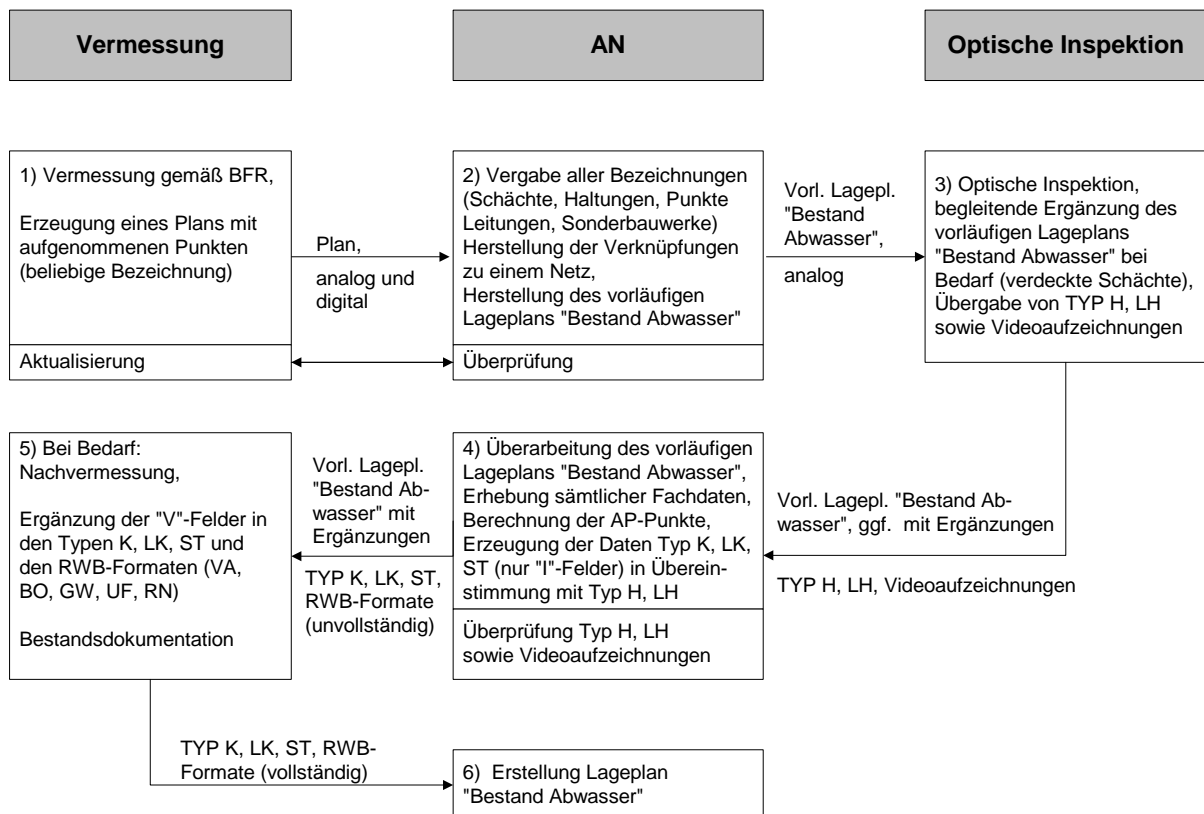 Vermessung
AN
Optische Inspektion
1) Vermessung gemäß BFR,
Erzeugung eines Plans mit
aufgenommenen Punkten
(beliebige Bezeichnung)
Aktualisierung
Plan,
analog und
digital
2) Vergabe aller Bezeichnungen
(Schächte, Haltungen, Punkte
Leitungen, Sonderbauwerke)
Herstellung der Verknüpfungen
zu einem Netz,
Herstellung des vorläufigen
Lageplans "Bestand Abwasser"
Überprüfung
Vorl. Lagepl.
"Bestand
Abwasser",
analog
3) Optische Inspektion,
begleitende Ergänzung des
vorläufigen Lageplans
"Bestand Abwasser" bei
Bedarf (verdeckte Schächte),
Übergabe von TYP H, LH
sowie Videoaufzeichnungen
5) Bei Bedarf:
Nachvermessung,
Ergänzung der "V"-Felder in
den Typen K, LK, ST und
den RWB-Formaten (VA,
BO, GW, UF, RN)
Bestandsdokumentation
Vorl. Lagepl.
"Bestand Ab-
wasser" mit
Ergänzungen
TYP K, LK, ST,
RWB-Formate
(unvollständig)
4) Überarbeitung des vorläufigen
Lageplans "Bestand Abwasser",
Erhebung sämtlicher Fachdaten,
Berechnung der AP-Punkte,
Erzeugung der Daten Typ K, LK,
ST (nur "I"-Felder) in Überein-
stimmung mit Typ H, LH
Überprüfung Typ H, LH
sowie Videoaufzeichnungen
Vorl. Lagepl. "Bestand Ab-
wasser", ggf. mit Ergänzungen
TYP H, LH, Videoaufzeichnungen
TYP K, LK, ST, RWB-
Formate (vollständig)
6) Erstellung Lageplan
"Bestand Abwasser"